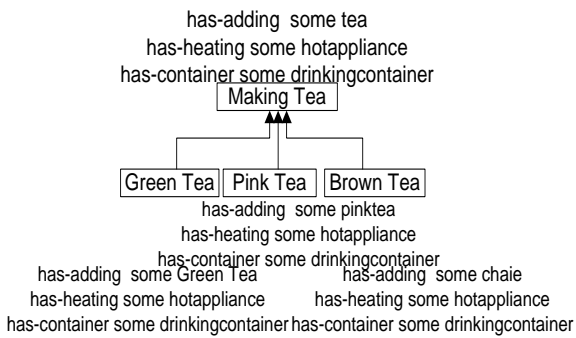 has-adding some tea
has-heating some hotappliance
has-container some drinkingcontainer
Making Tea
Green Tea
Pink Tea
Brown Tea
has-adding some pinktea
has-heating some hotappliance
has-container some drinkingcontainer
has-adding some Green Tea
has-heating some hotappliance
has-container some drinkingcontainer
has-adding some chaie
has-heating some hotappliance
has-container some drinkingcontainer